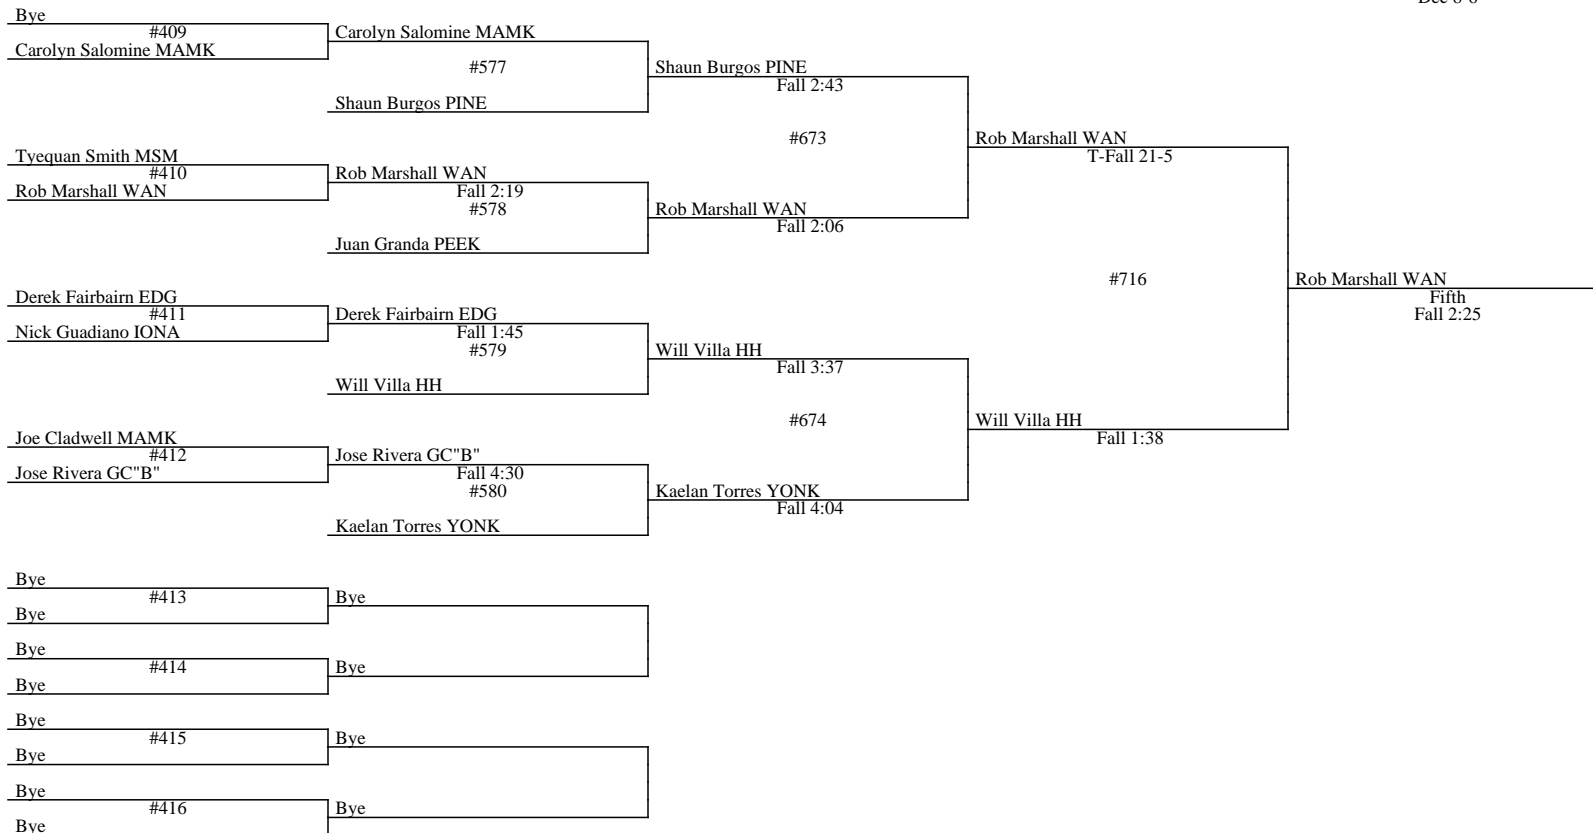 Bye
#409
Carolyn Salomine MAMK
Carolyn Salomine MAMK
#577
Shaun Burgos PINE
Shaun Burgos PINE
Fall 2:43
#673
Tyequan Smith MSM
#410
Rob Marshall WAN
Rob Marshall WAN
Fall 2:19
#578
Juan Granda PEEK
Rob Marshall WAN
Fall 2:06
Rob Marshall WAN
T-Fall 21-5
#716
Rob Marshall WAN
Fifth
Fall 2:25
Derek Fairbairn EDG
#411
Nick Guadiano IONA
Derek Fairbairn EDG
Fall 1:45
#579
Will Villa HH
Will Villa HH
Fall 3:37
#674
Will Villa HH
Fall 1:38
Joe Cladwell MAMK
#412
Jose Rivera GC"B"
Jose Rivera GC"B"
Fall 4:30
#580
Kaelan Torres YONK
Kaelan Torres YONK
Fall 4:04
Bye
#413
Bye
Bye
Bye
#414
Bye
Bye
Bye
#415
Bye
Bye
Bye
#416
Bye
Bye